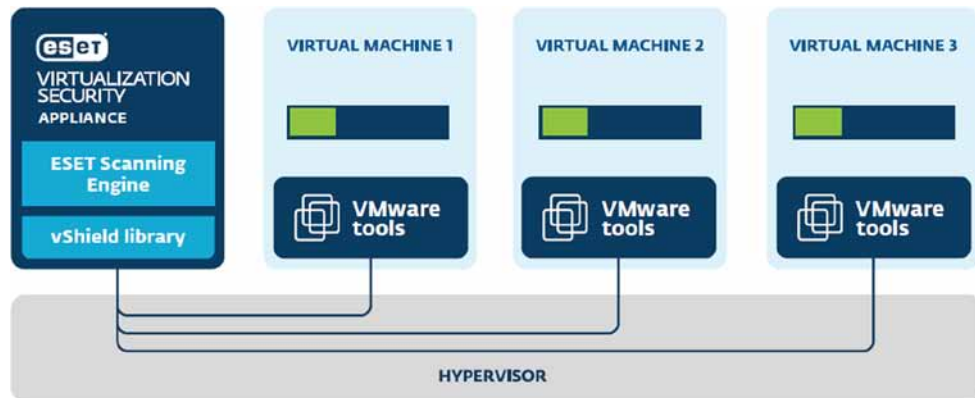 eseT
VIRTUALIZATION
SECURITY
APPLIANCE
ESET Scanning
Engine
vShield library
VIRTUAL MACHINE 1
VMware
tools
VIRTUAL MACHINE 2
VMware
tools
VIRTUAL MACHINE 3
VMware
tools
HYPERVISOR